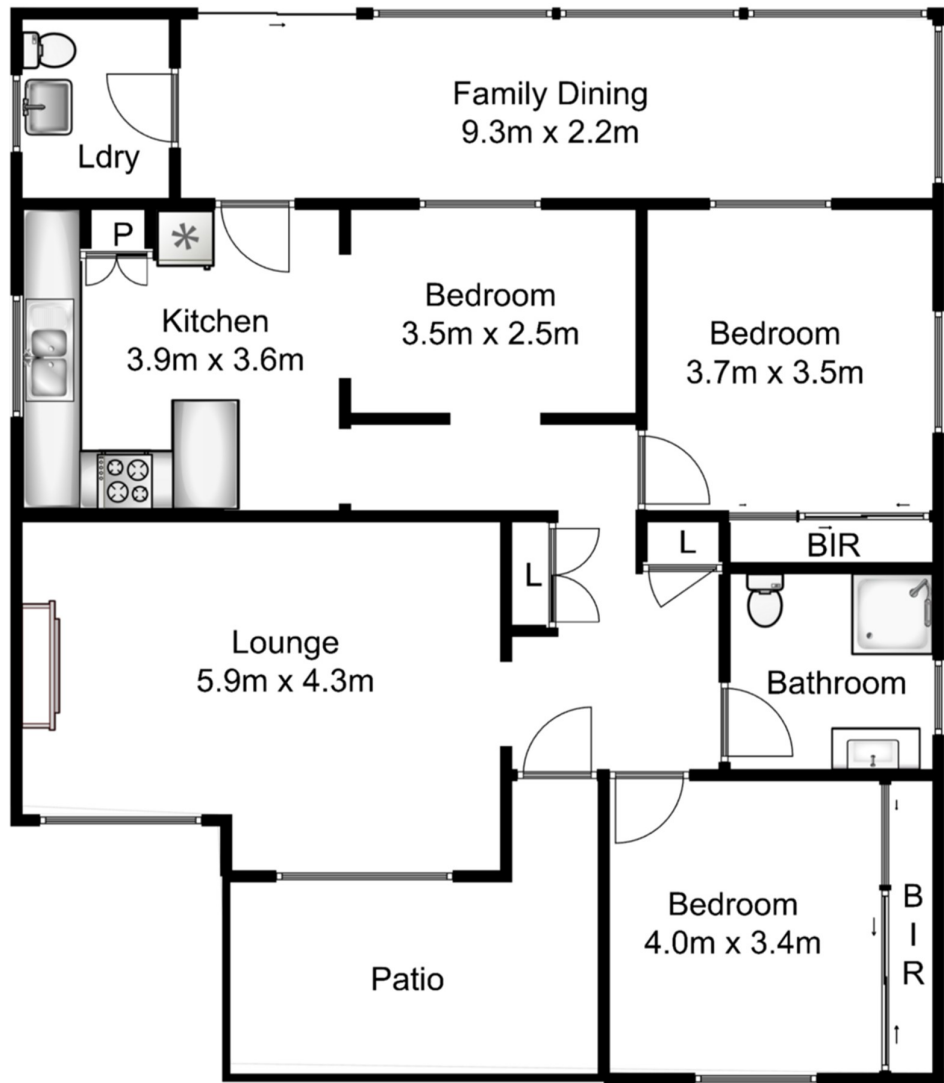 Family Dining
9.3m x 2.2m
Ldry
P
Kitchen
3.9m x 3.6m
Bedroom
3.5m x 2.5m
Bedroom
3.7m x 3.5m
L
L
BIR
Lounge
5.9m x 4.3m
Bathroom
Bedroom
4.0m x 3.4m
B
I
R
Patio